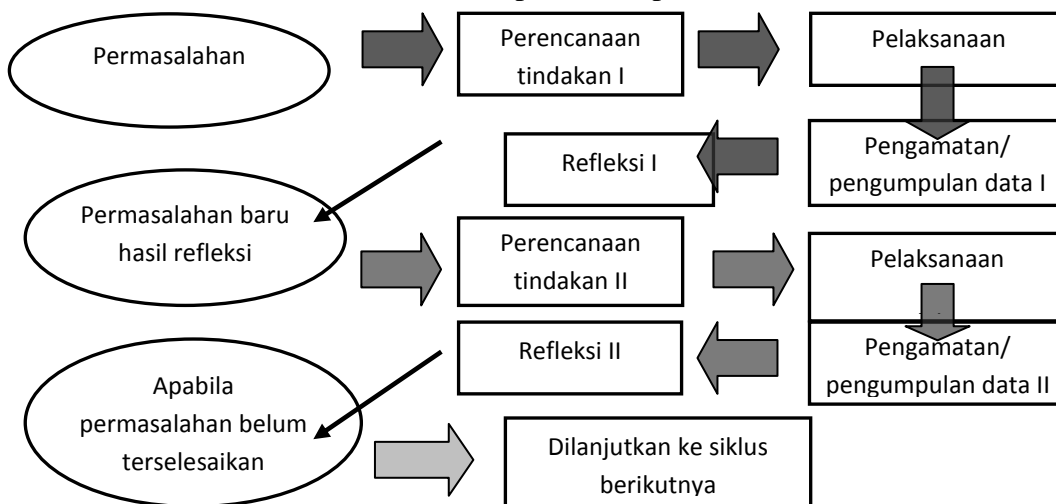 Permasalahan
Perencanaan
tindakan I
Pelaksanaan
Pengamatan/
pengumpulan data I
Refleksi I
Permasalahan baru
hasil refleksi
Perencanaan
tindakan II
Pelaksanaan
Pengamatan/
pengumpulan data II
Refleksi II
Apabila
permasalahan belum
terselesaikan
Dilanjutkan ke siklus
berikutnya